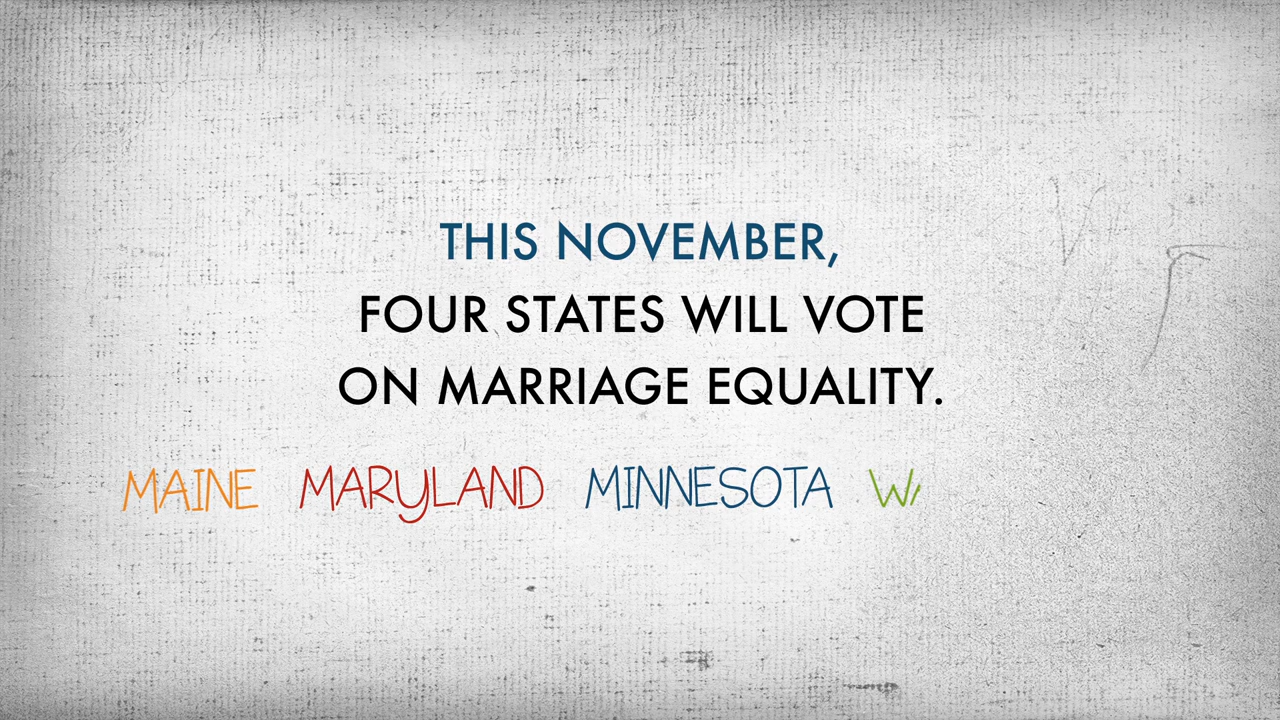 THIS NOVEMBER,
FOUR STATES WILL VOTE
ON MARRIAGE EQUALITY.
MAINE MARYLAND MINNESOTA W